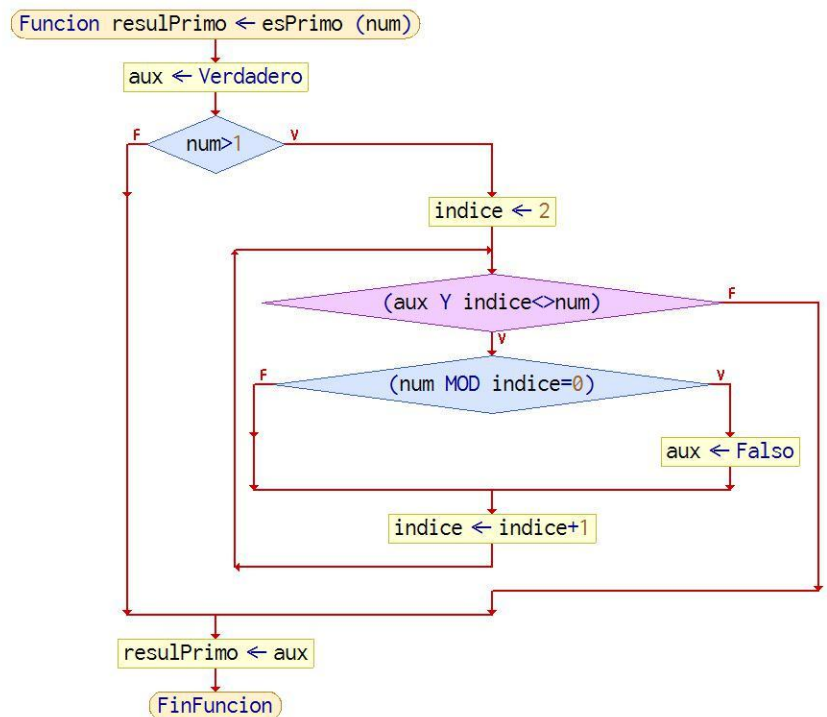 Funcion resulPrimo ← esPrimo (num)
aux ← Verdadero
num>1
F
V
indice ← 2
(aux Y indice<>num)
F
V
(num MOD indice=0)
F
V
aux ← Falso
indice ← indice+1
resulPrimo ← aux
FinFuncion